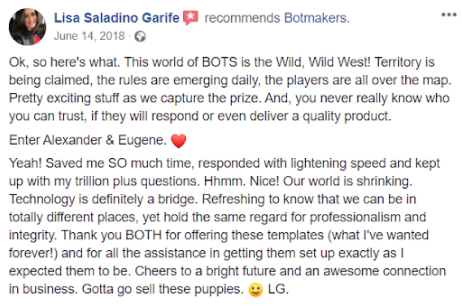 Lisa Saladino Garife recommends Botmakers.
June 14, 2018 ·
Ok, so here's what. This world of BOTS is the Wild, Wild West! Territory is
being claimed, the rules are emerging daily, the players are all over the map.
Pretty exciting stuff as we capture the prize. And, you never really know who
you can trust, if they will respond or even deliver a quality product.
Enter Alexander & Eugene. ❤️
Yeah! Saved me SO much time, responded with lightening speed and kept
up with my trillion plus questions. Hhmm. Nice! Our world is shrinking.
Technology is definitely a bridge. Refreshing to know that we can be in
totally different places, yet hold the same regard for professionalism and
integrity. Thank you BOTH for offering these templates (what I've wanted
forever!) and for all the assistance in getting them set up exactly as I
expected them to be. Cheers to a bright future and an awesome connection
in business. Gotta go sell these puppies. 🙂 LG.